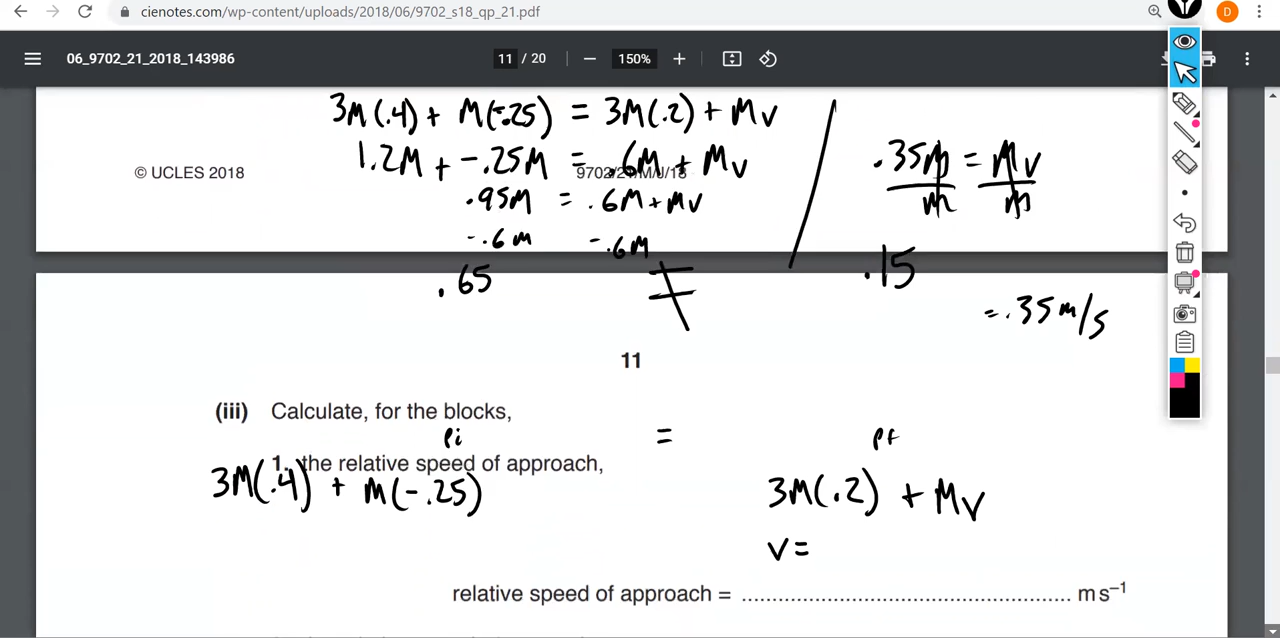 cienotes.com/wp-content/uploads/2018/06/9702_s18_qp_21.pdf
D
06_9702_21_2018_143986
11 / 20
150%
3M(.4) + M(-.25) = 3M(.2) + Mv
1.2M + -.25M = .6M + Mv
.35m = Mv
m m
© UCLES 2018
9702/21/M/J/18
.95M = .6M + Mv
-.6M -.6M
.65
.15
= .35 m/s
11
(iii) Calculate, for the blocks,
Pi = Pf
1. the relative speed of approach,
3M(.4) + M(-.25) 3M(.2) + Mv
v=
relative speed of approach = ........................................................ m s⁻¹